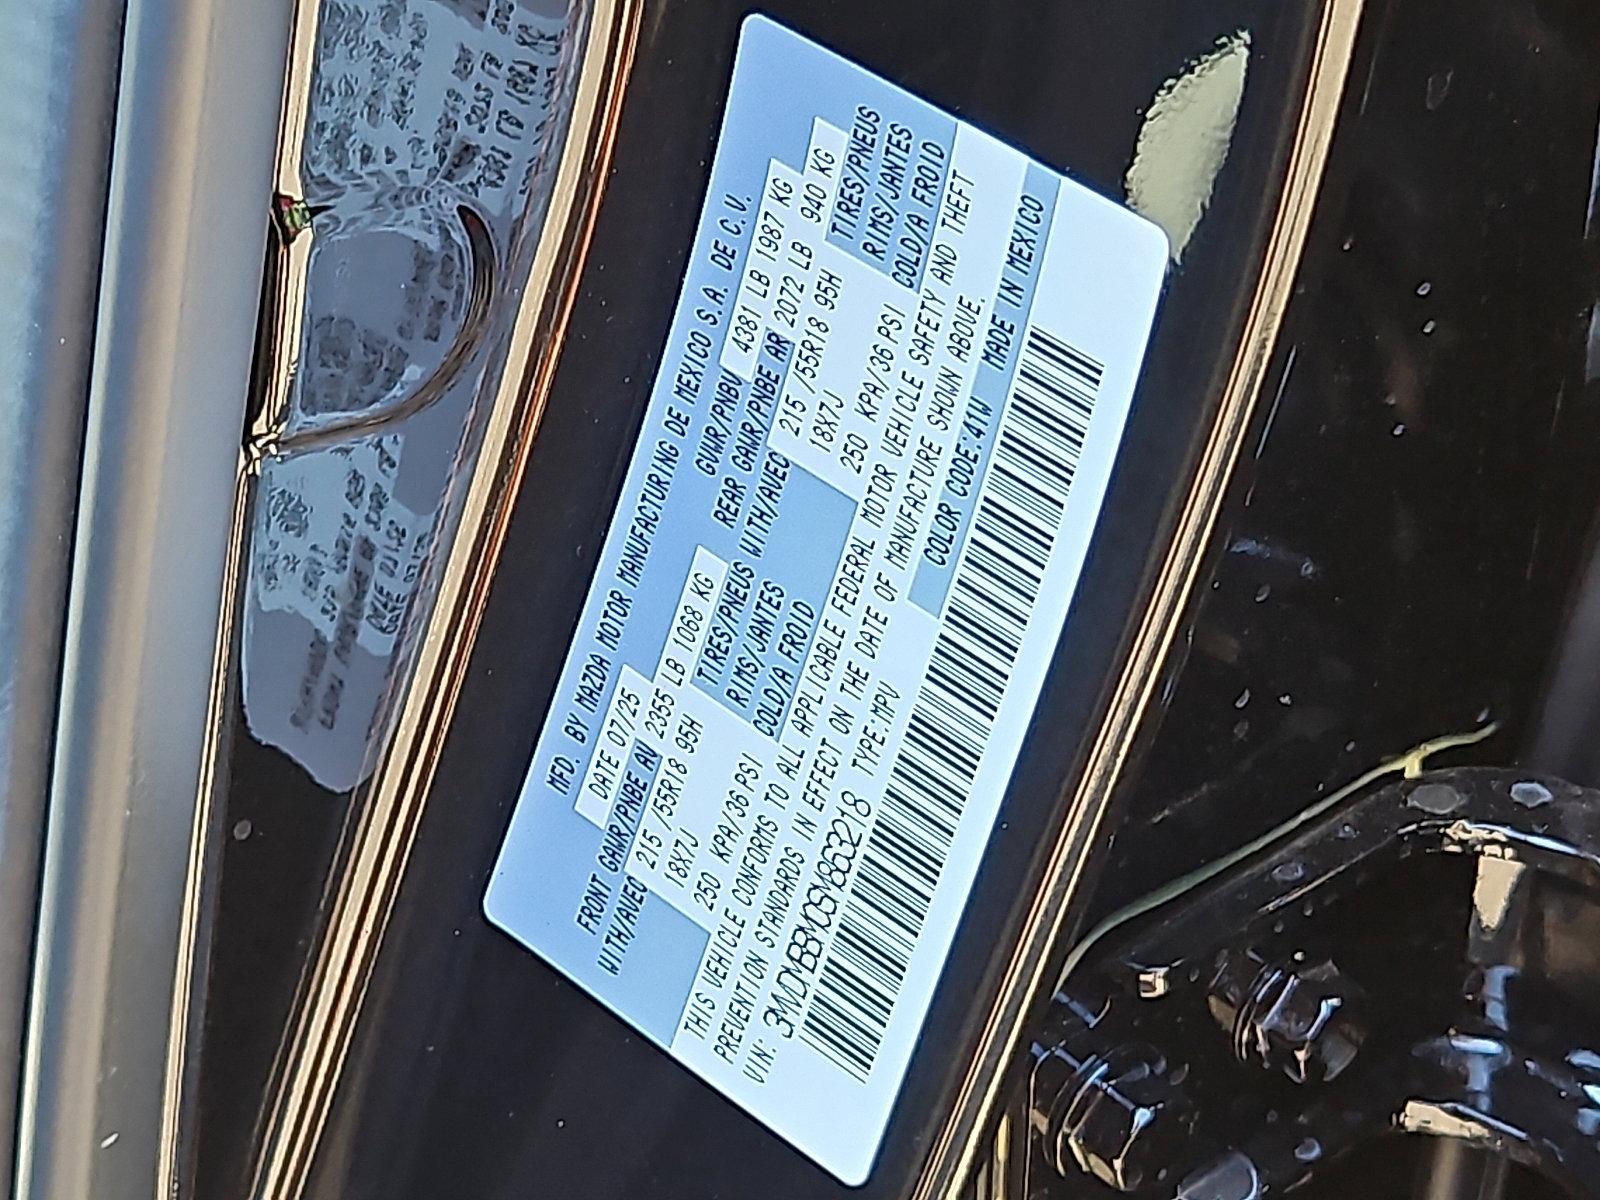 MFD. BY MAZDA MOTOR MANUFACTURING DE MEXICO S.A. DE C.V.
DATE 07/25 GVWR/PNBV 4381 LB 1987 KG
FRONT GAWR/PNBE AV 2355 LB 1068 KG REAR GAWR/PNBE AR 2072 LB 940 KG
WITH/AVEC 215 /55R18 95H TIRES/PNEUS WITH/AVEC 215 /55R18 95H TIRES/PNEUS
18X7J RIMS/JANTES 18X7J RIMS/JANTES
250 KPA/36 PSI COLD/A FROID 250 KPA/36 PSI COLD/A FROID
THIS VEHICLE CONFORMS TO ALL APPLICABLE FEDERAL MOTOR VEHICLE SAFETY AND THEFT
PREVENTION STANDARDS IN EFFECT ON THE DATE OF MANUFACTURE SHOWN ABOVE.
VIN: 3MVDMBBM0SM863218 TYPE:MPV COLOR CODE:41W MADE IN MEXICO